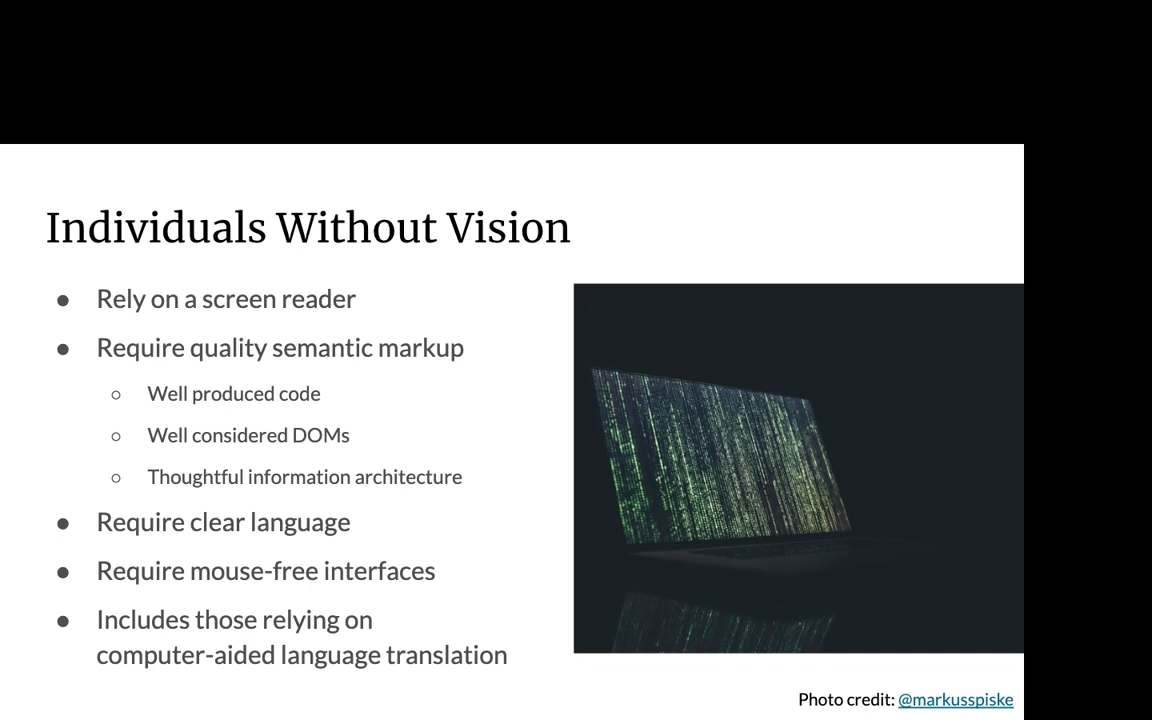 Individuals Without Vision
● Rely on a screen reader
● Require quality semantic markup
○ Well produced code
○ Well considered DOMs
○ Thoughtful information architecture
● Require clear language
● Require mouse-free interfaces
● Includes those relying on
computer-aided language translation
Photo credit: @markusspiske